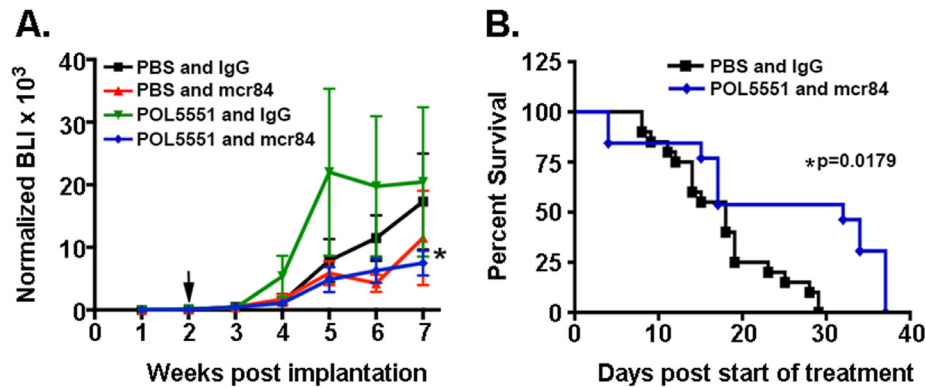 A.
Normalized BLI x 10³
40
30
20
10
0
PBS and IgG
PBS and mcr84
POL5551 and IgG
POL5551 and mcr84
*
0 1 2 3 4 5 6 7
Weeks post implantation
B.
Percent Survival
125
100
75
50
25
0
PBS and IgG
POL5551 and mcr84
*p=0.0179
0 10 20 30 40
Days post start of treatment